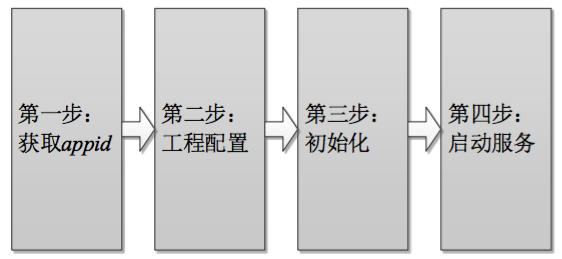 第一步：
获取appid
第二步：
工程配置
第三步：
初始化
第四步：
启动服务